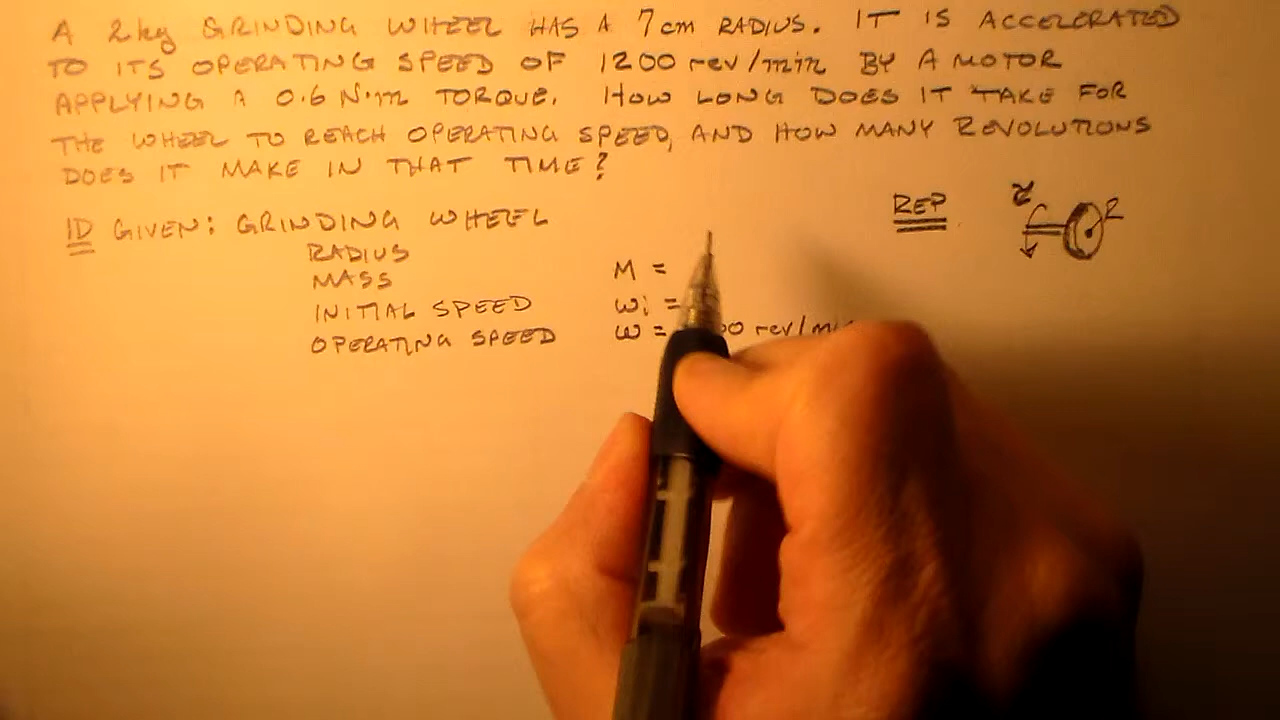 A 2kg GRINDING WHEEL HAS A 7cm RADIUS. IT IS ACCELERATED
TO ITS OPERATING SPEED OF 1200 rev/min BY A MOTOR
APPLYING A 0.6 N·m TORQUE. HOW LONG DOES IT TAKE FOR
THE WHEEL TO REACH OPERATING SPEED, AND HOW MANY REVOLUTIONS
DOES IT MAKE IN THAT TIME?
REP
τ
R
ID GIVEN: GRINDING WHEEL
RADIUS
MASS M =
INITIAL SPEED ωi =
OPERATING SPEED ω =